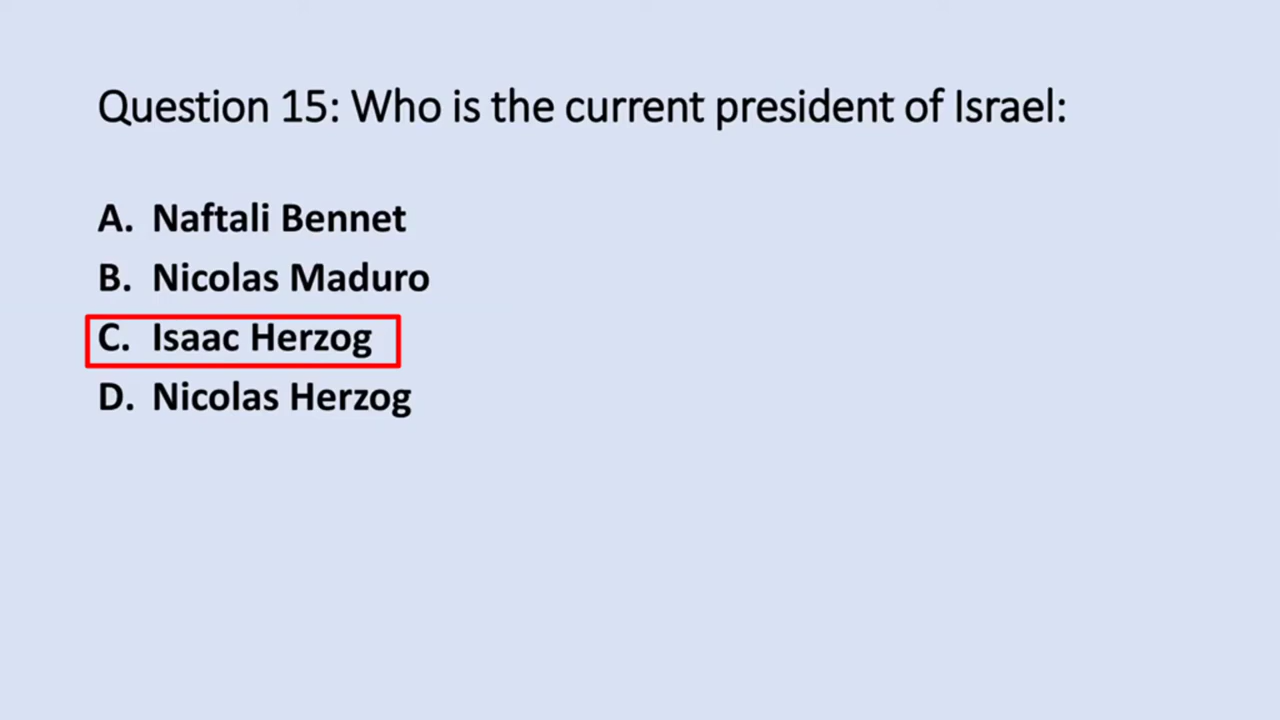 Question 15: Who is the current president of Israel:
A. Naftali Bennet
B. Nicolas Maduro
C. Isaac Herzog
D. Nicolas Herzog